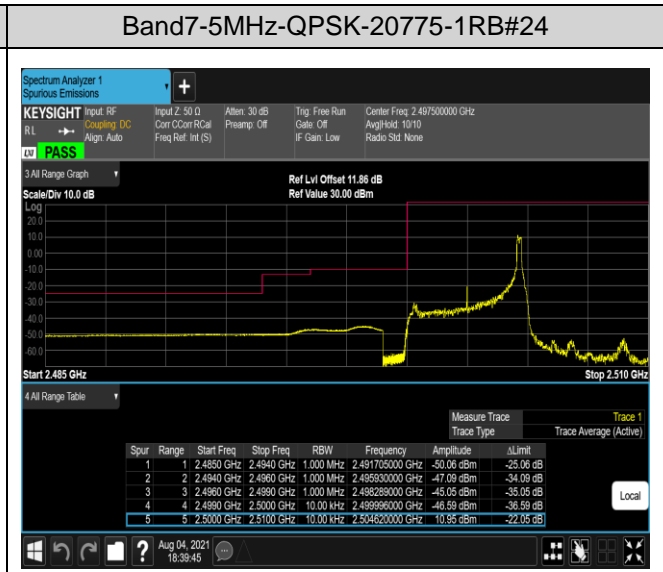 Band7-5MHz-QPSK-20775-1RB#24
Spectrum Analyzer 1
Spurious Emissions
+
KEYSIGHT Input: RF Input Z: 50 Ω Atten: 30 dB Trig: Free Run Center Freq: 2.497500000 GHz
RL Coupling: DC Corr CCorr RCal Preamp: Off Gate: Off Avg|Hold: 10/10
Align: Auto Freq Ref: Int (S) IF Gain: Low Radio Std: None
LXI PASS
3 All Range Graph
Ref Lvl Offset 11.86 dB
Scale/Div 10.0 dB Ref Value 30.00 dBm
Log
20.0
10.0
0.00
-10.0
-20.0
-30.0
-40.0
-50.0
-60.0
Start 2.485 GHz Stop 2.510 GHz
4 All Range Table
Measure Trace Trace 1
Trace Type Trace Average (Active)
Spur Range Start Freq Stop Freq RBW Frequency Amplitude ΔLimit
1 1 2.4850 GHz 2.4940 GHz 1.000 MHz 2.491705000 GHz -50.06 dBm -25.06 dB
2 2 2.4940 GHz 2.4960 GHz 1.000 MHz 2.495930000 GHz -47.09 dBm -34.09 dB
3 3 2.4960 GHz 2.4990 GHz 1.000 MHz 2.498289000 GHz -45.05 dBm -35.05 dB
4 4 2.4990 GHz 2.5000 GHz 10.00 kHz 2.499996000 GHz -46.59 dBm -36.59 dB
5 5 2.5000 GHz 2.5100 GHz 10.00 kHz 2.504620000 GHz 10.95 dBm -22.05 dB
Local
? Aug 04, 2021
18:39:45